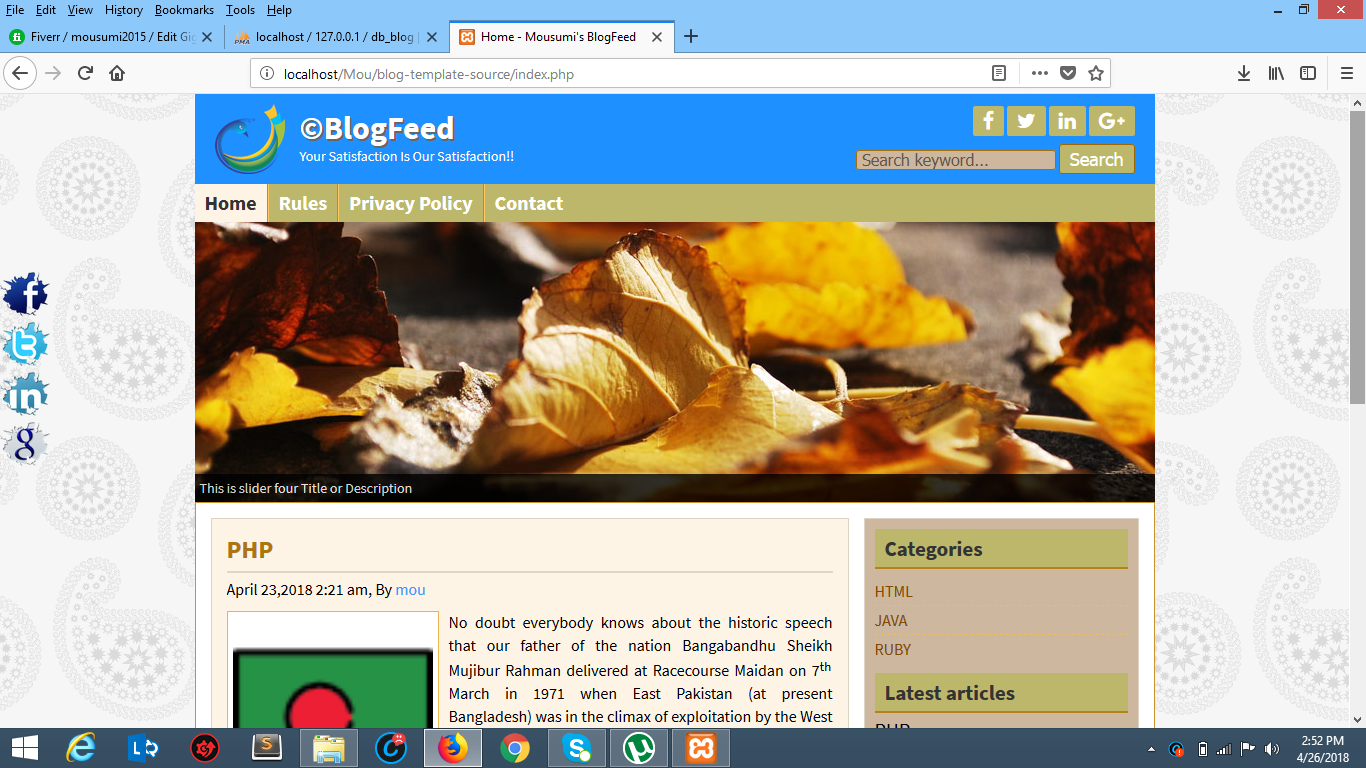 File Edit View History Bookmarks Tools Help
Fiverr / mousumi2015 / Edit Gig
localhost / 127.0.0.1 / db_blog
Home - Mousumi's BlogFeed
localhost/Mou/blog-template-source/index.php
©BlogFeed
Your Satisfaction Is Our Satisfaction!!
Search keyword... Search
Home Rules Privacy Policy Contact
This is slider four Title or Description
PHP
April 23,2018 2:21 am, By mou
No doubt everybody knows about the historic speech
that our father of the nation Bangabandhu Sheikh
Mujibur Rahman delivered at Racecourse Maidan on 7th
March in 1971 when East Pakistan (at present
Bangladesh) was in the climax of exploitation by the West
Categories
HTML
JAVA
RUBY
Latest articles
PHP
2:52 PM
4/26/2018